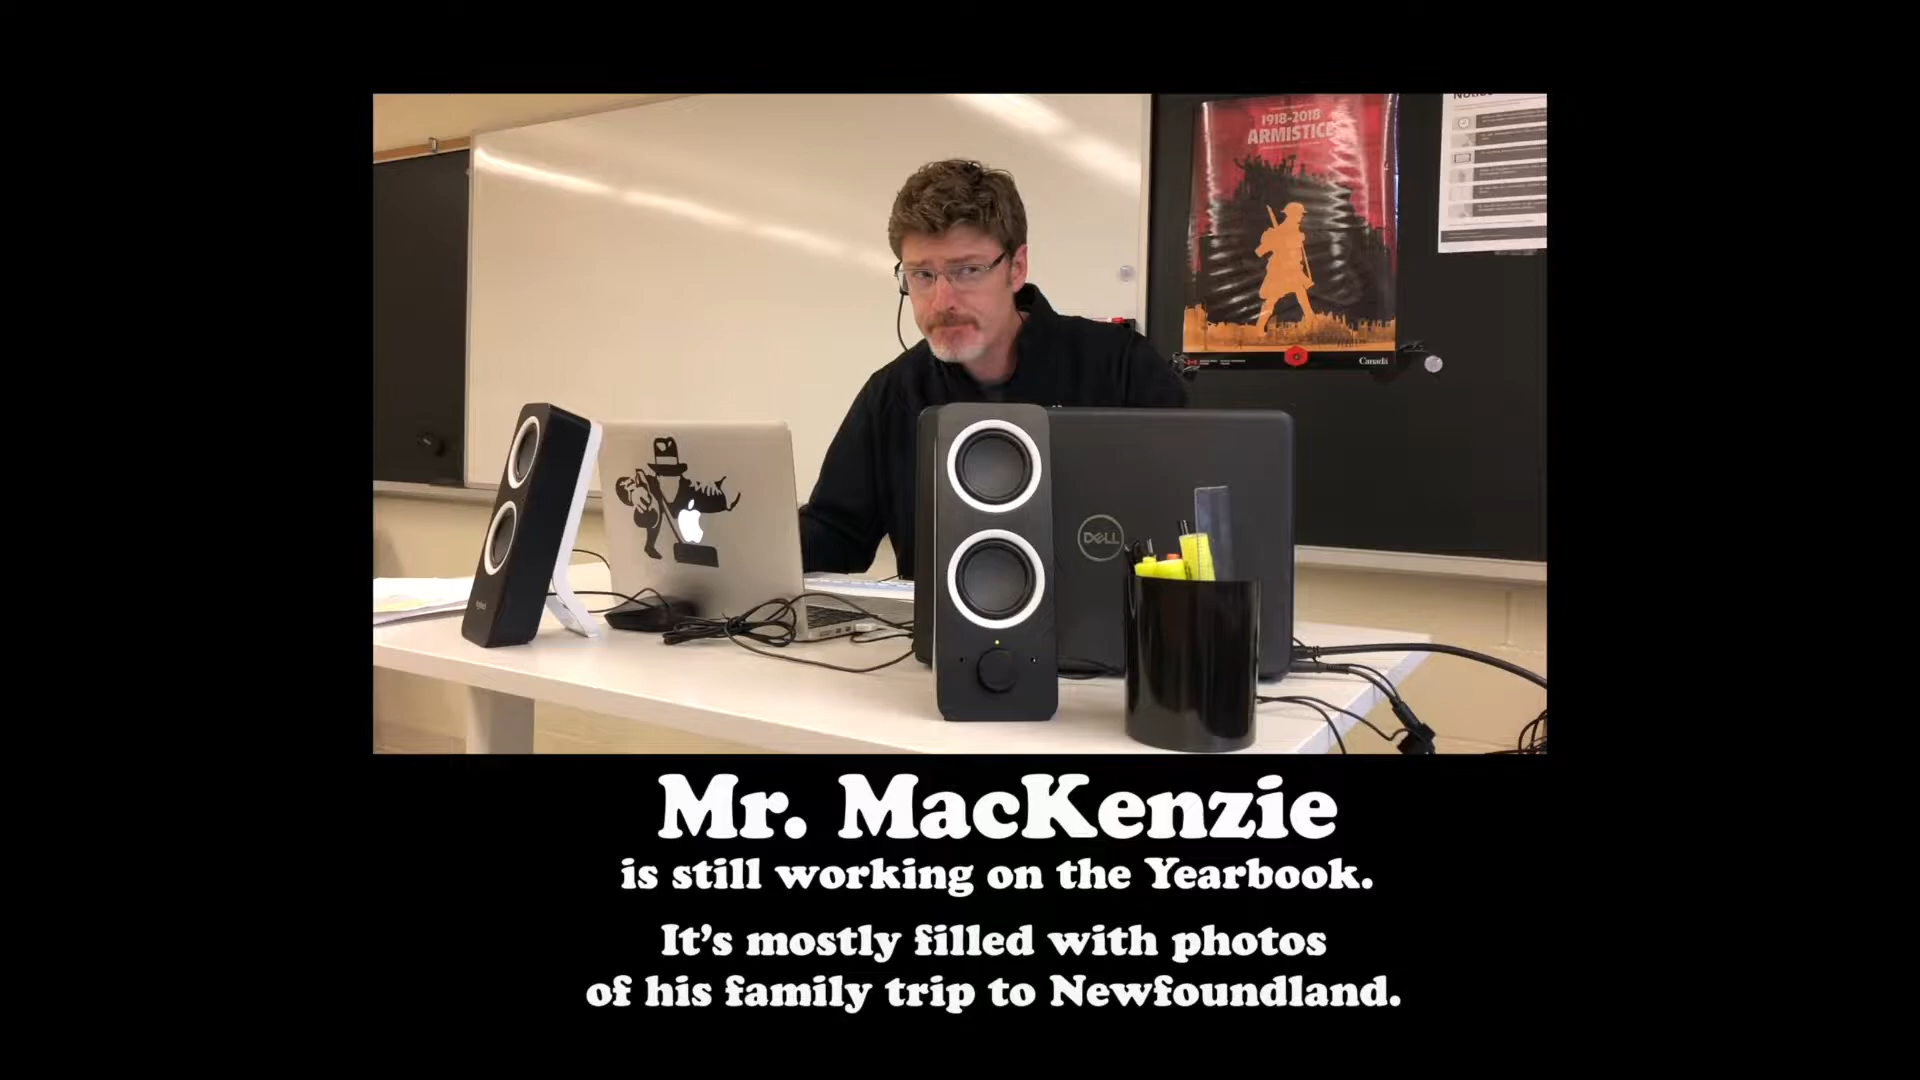 1918-2018
ARMISTICE
Canada
DELL
Mr. MacKenzie
is still working on the Yearbook.
It's mostly filled with photos
of his family trip to Newfoundland.